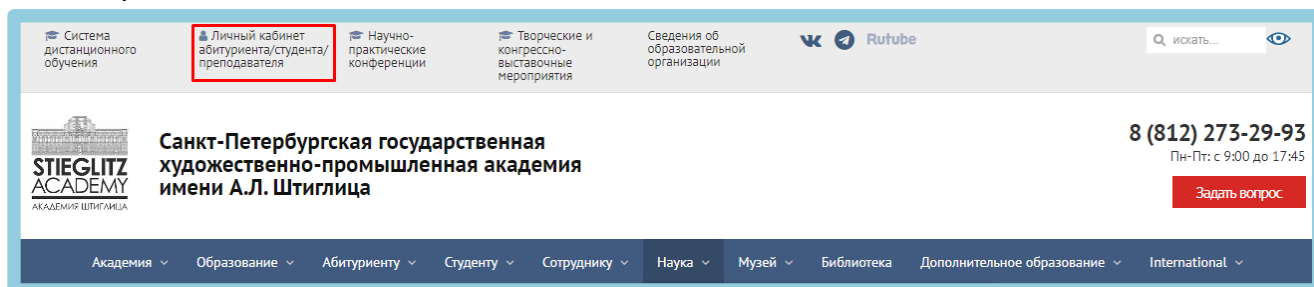 Система
дистанционного
обучения
Личный кабинет
абитуриента/студента/
преподавателя
Научно-
практические
конференции
Творческие и
конгрессно-
выставочные
мероприятия
Сведения об
образовательной
организации
Rutube
искать...
STIEGLITZ
ACADEMY
АКАДЕМИЯ ШТИГЛИЦА
Санкт-Петербургская государственная
художественно-промышленная академия
имени А.Л. Штиглица
8 (812) 273-29-93
Пн-Пт: с 9:00 до 17:45
Задать вопрос
Академия Образование Абитуриенту Студенту Сотруднику Наука Музей Библиотека Дополнительное образование International